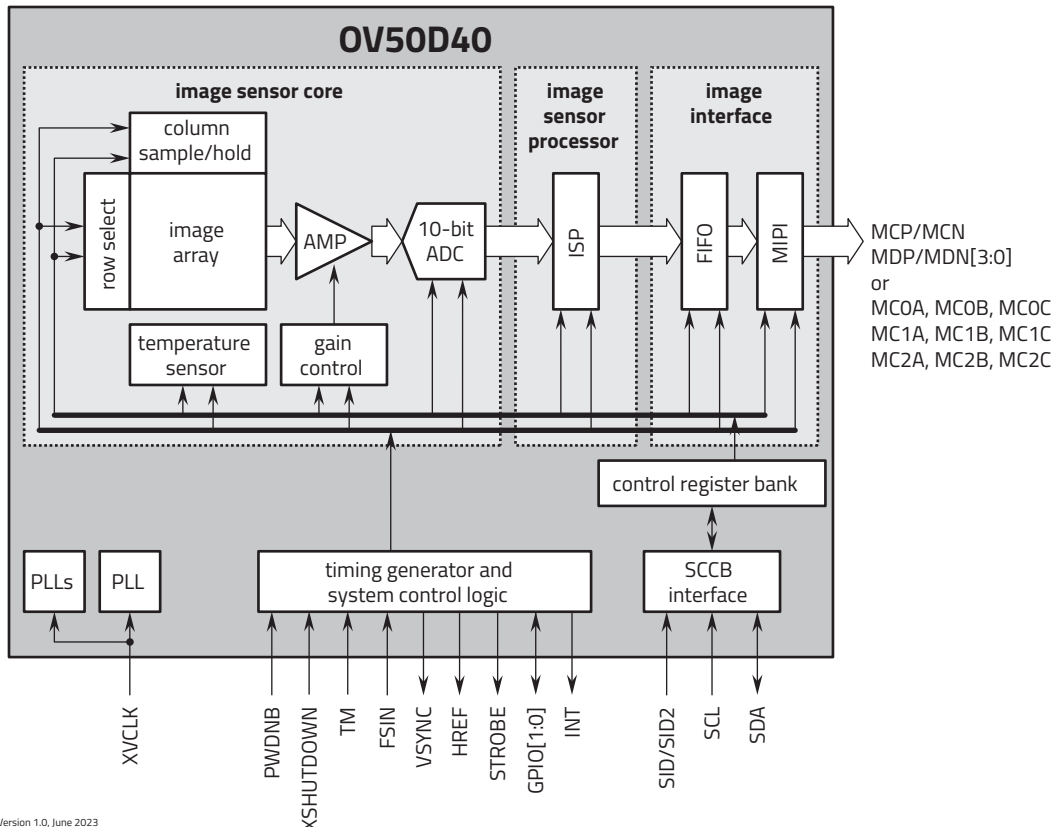 OV50D40
image sensor core
image
sensor
processor
image
interface
column
sample/hold
row select
image
array
AMP
10-bit
ADC
ISP
FIFO
MIPI
MCP/MCN
MDP/MDN[3:0]
or
MC0A, MC0B, MC0C
MC1A, MC1B, MC1C
MC2A, MC2B, MC2C
temperature
sensor
gain
control
control register bank
PLLs
PLL
timing generator and
system control logic
SCCB
interface
XVCLK
PWDNB
XSHUTDOWN
TM
FSIN
VSYNC
HREF
STROBE
GPIO[1:0]
INT
SID/SID2
SCL
SDA
Version 1.0, June 2023